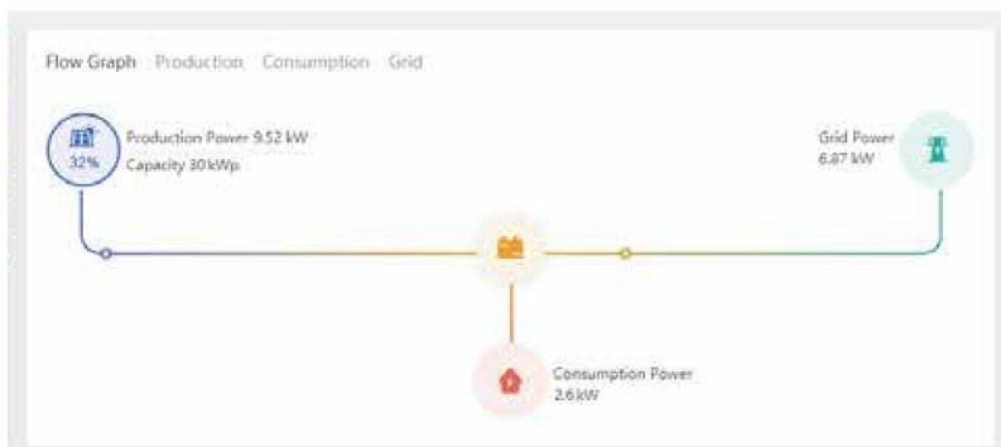 Flow Graph Production Consumption Grid
Production Power 9.52 kW
32%
Capacity 30 kWp
Grid Power
6.87 kW
Consumption Power
2.6 kW